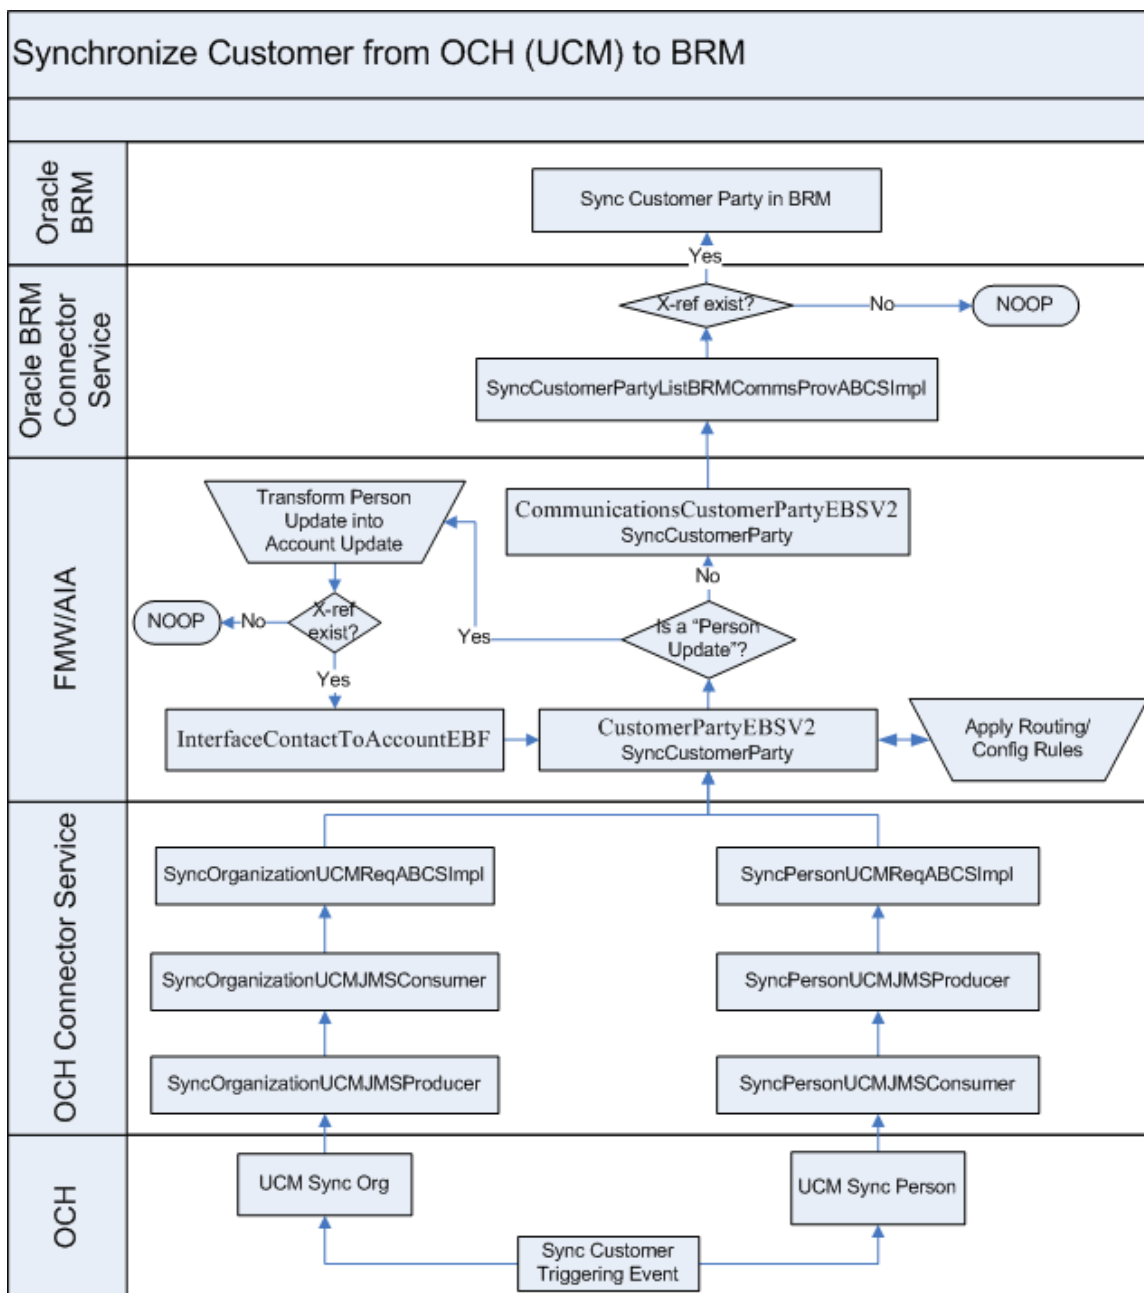 Synchronize Customer from OCH (UCM) to BRM
Oracle
BRM
Sync Customer Party in BRM
Yes
Oracle BRM
Connector
Service
X-ref exist?
No
NOOP
SyncCustomerPartyListBRMCommsProvABCSImpl
FMW/AIA
Transform Person
Update into
Account Update
CommunicationsCustomerPartyEBSV2
SyncCustomerParty
No
NOOP
No
X-ref
exist?
Yes
Is a “Person
Update”?
Yes
InterfaceContactToAccountEBF
CustomerPartyEBSV2
SyncCustomerParty
Apply Routing/
Config Rules
OCH Connector Service
SyncOrganizationUCMReqABCSImpl
SyncPersonUCMReqABCSImpl
SyncOrganizationUCMJMSConsumer
SyncPersonUCMJMSProducer
SyncOrganizationUCMJMSProducer
SyncPersonUCMJMSConsumer
OCH
UCM Sync Org
UCM Sync Person
Sync Customer
Triggering Event